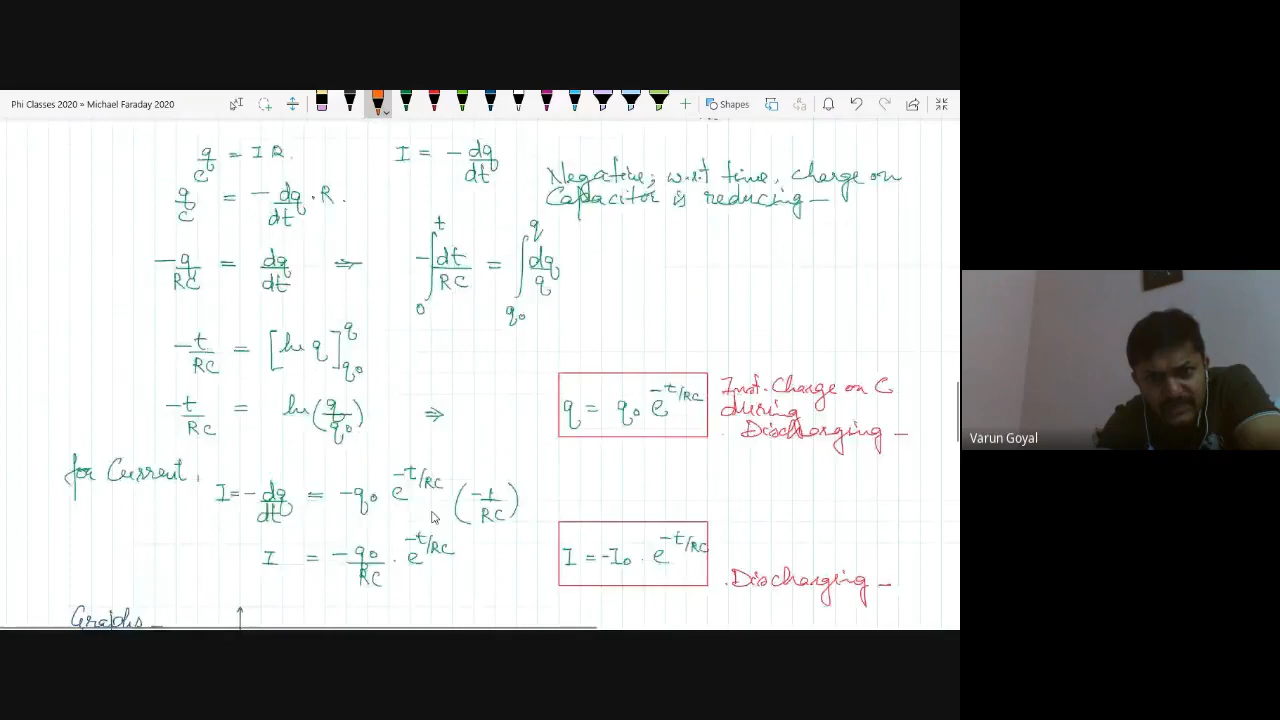 Phi Classes 2020 » Michael Faraday 2020
Shapes
q/c = IR.
I = - dq/dt
Negative; w.r.t time, charge on
Capacitor is reducing –
q/c = - dq/dt · R.
-q/RC = dq/dt ⇒ -∫₀ᵗ dt/RC = ∫_{q₀}^{q} dq/q
-t/RC = [ln q]_{q₀}^{q}
-t/RC = ln(q/q₀) ⇒
q = q₀ e^{-t/RC}
Inst. Charge on C
during
Discharging –
Varun Goyal
for Current,
I = - dq/dt = -q₀ e^{-t/RC} (-t/RC)
I = -q₀/RC · e^{-t/RC}
I = -I₀ · e^{-t/RC}
Discharging –
Graphs –